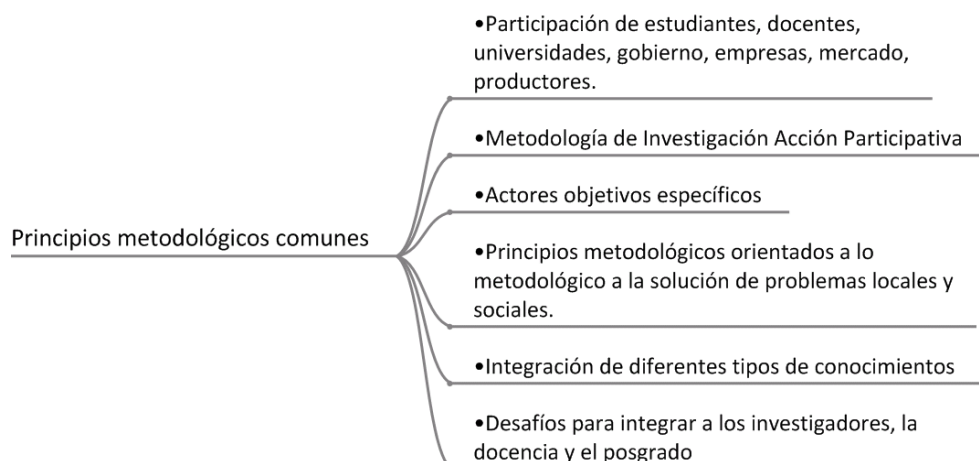 Principios metodológicos comunes
•Participación de estudiantes, docentes,
universidades, gobierno, empresas, mercado,
productores.
•Metodología de Investigación Acción Participativa
•Actores objetivos específicos
•Principios metodológicos orientados a lo
metodológico a la solución de problemas locales y
sociales.
•Integración de diferentes tipos de conocimientos
•Desafíos para integrar a los investigadores, la
docencia y el posgrado